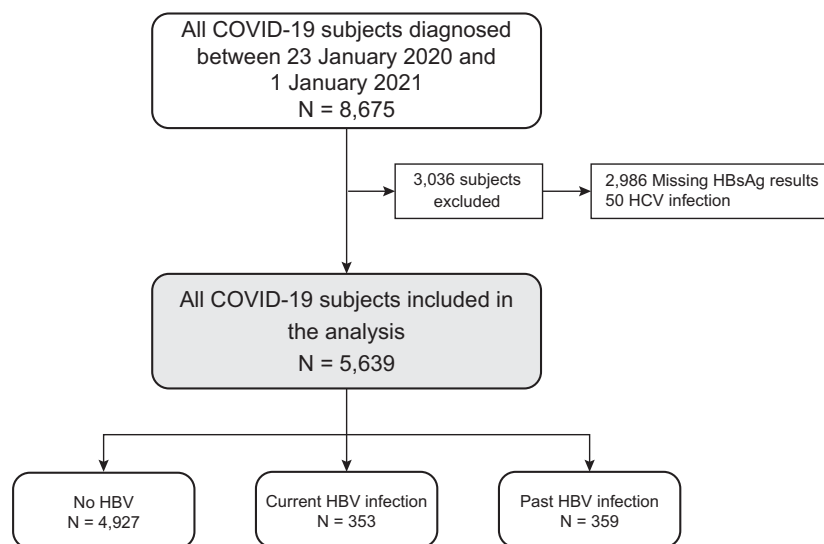 All COVID-19 subjects diagnosed
between 23 January 2020 and
1 January 2021
N = 8,675
3,036 subjects
excluded
2,986 Missing HBsAg results
50 HCV infection
All COVID-19 subjects included in
the analysis
N = 5,639
No HBV
N = 4,927
Current HBV infection
N = 353
Past HBV infection
N = 359